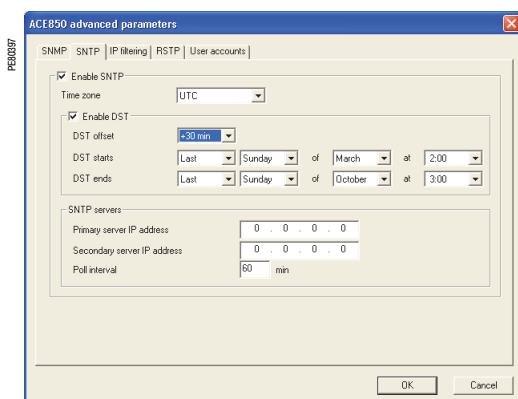 PE80397
ACE850 advanced parameters
SNMP SNTP IP filtering RSTP User accounts
Enable SNTP
Time zone UTC
Enable DST
DST offset +30 min
DST starts Last Sunday of March at 2:00
DST ends Last Sunday of October at 3:00
SNTP servers
Primary server IP address 0 . 0 . 0 . 0
Secondary server IP address 0 . 0 . 0 . 0
Poll interval 60 min
OK Cancel